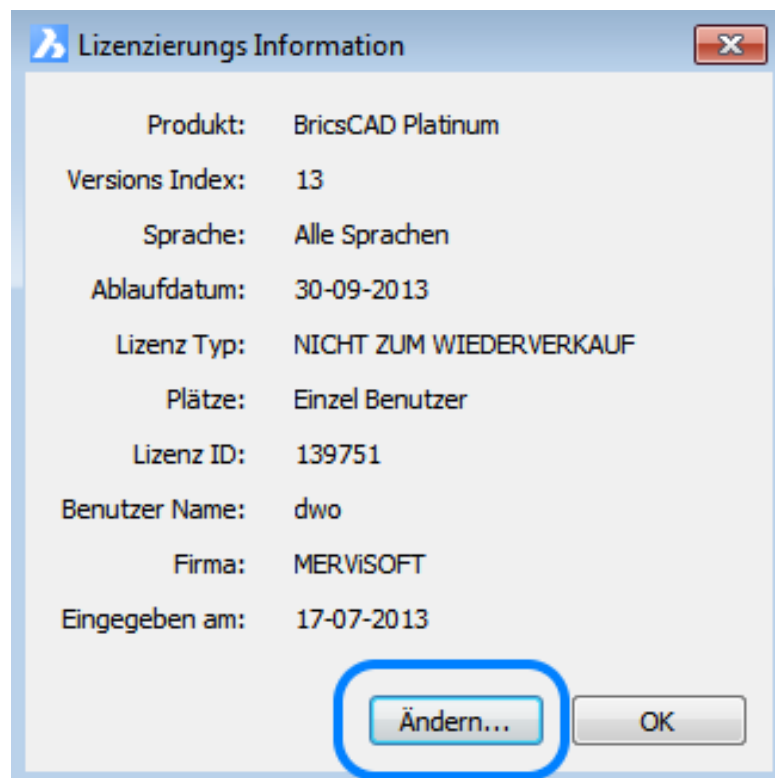 Lizenzierungs Information
Produkt: BricsCAD Platinum
Versions Index: 13
Sprache: Alle Sprachen
Ablaufdatum: 30-09-2013
Lizenz Typ: NICHT ZUM WIEDERVERKAUF
Plätze: Einzel Benutzer
Lizenz ID: 139751
Benutzer Name: dwo
Firma: MERViSOFT
Eingegeben am: 17-07-2013
Ändern... OK